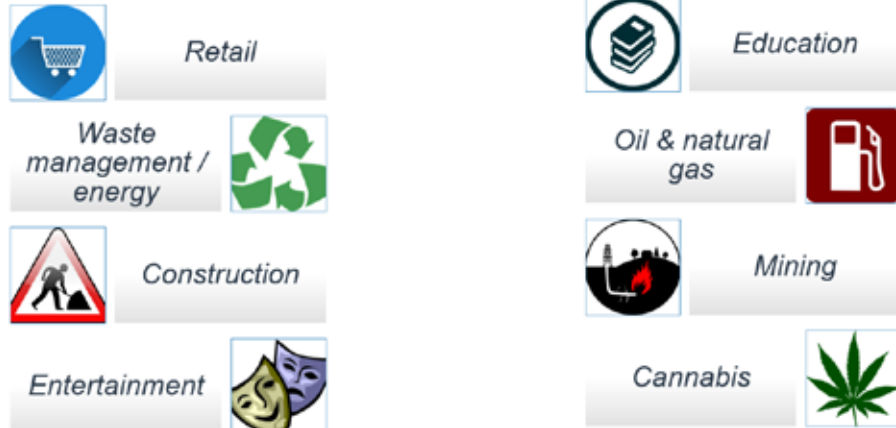 Retail
Waste
management /
energy
Construction
Entertainment
Education
Oil & natural
gas
Mining
Cannabis